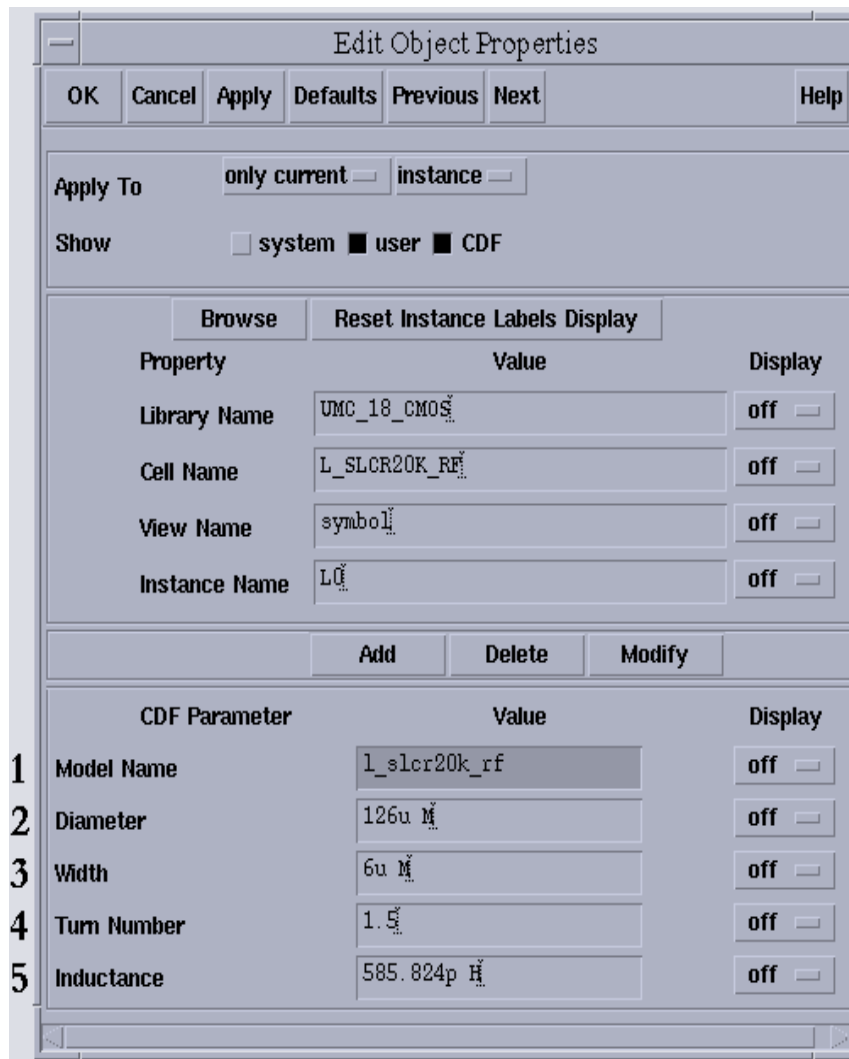 Edit Object Properties
OK Cancel Apply Defaults Previous Next Help
Apply To only current instance
Show system user CDF
Browse Reset Instance Labels Display
Property Value Display
Library Name UMC_18_CMOS off
Cell Name L_SLCR20K_RF off
View Name symbol off
Instance Name L0 off
Add Delete Modify
CDF Parameter Value Display
1 Model Name l_slcr20k_rf off
2 Diameter 126u M off
3 Width 6u M off
4 Turn Number 1.5 off
5 Inductance 585.824p H off